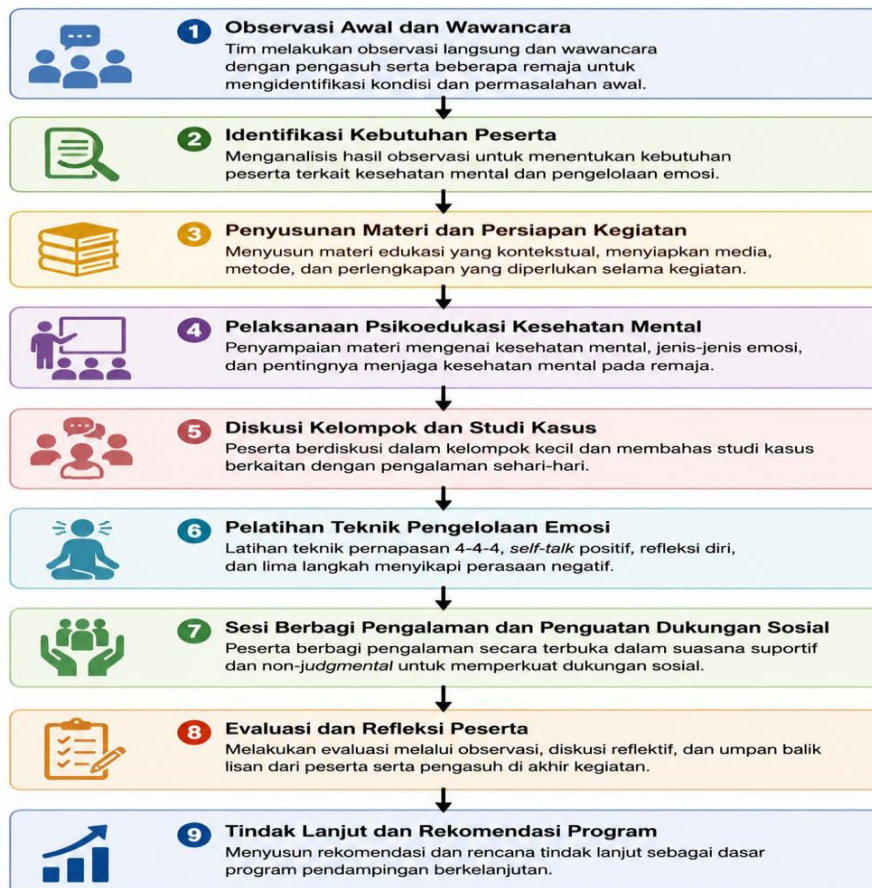 1 Observasi Awal dan Wawancara
Tim melakukan observasi langsung dan wawancara
dengan pengasuh serta beberapa remaja untuk
mengidentifikasi kondisi dan permasalahan awal.
2 Identifikasi Kebutuhan Peserta
Menganalisis hasil observasi untuk menentukan kebutuhan
peserta terkait kesehatan mental dan pengelolaan emosi.
3 Penyusunan Materi dan Persiapan Kegiatan
Menyusun materi edukasi yang kontekstual, menyiapkan media,
metode, dan perlengkapan yang diperlukan selama kegiatan.
4 Pelaksanaan Psikoedukasi Kesehatan Mental
Penyampaian materi mengenai kesehatan mental, jenis-jenis emosi,
dan pentingnya menjaga kesehatan mental pada remaja.
5 Diskusi Kelompok dan Studi Kasus
Peserta berdiskusi dalam kelompok kecil dan membahas studi kasus
berkaitan dengan pengalaman sehari-hari.
6 Pelatihan Teknik Pengelolaan Emosi
Latihan teknik pernapasan 4-4-4, self-talk positif, refleksi diri,
dan lima langkah menyikapi perasaan negatif.
7 Sesi Berbagi Pengalaman dan Penguatan Dukungan Sosial
Peserta berbagi pengalaman secara terbuka dalam suasana suportif
dan non-judgmental untuk memperkuat dukungan sosial.
8 Evaluasi dan Refleksi Peserta
Melakukan evaluasi melalui observasi, diskusi reflektif, dan umpan balik
lisan dari peserta serta pengasuh di akhir kegiatan.
9 Tindak Lanjut dan Rekomendasi Program
Menyusun rekomendasi dan rencana tindak lanjut sebagai dasar
program pendampingan berkelanjutan.